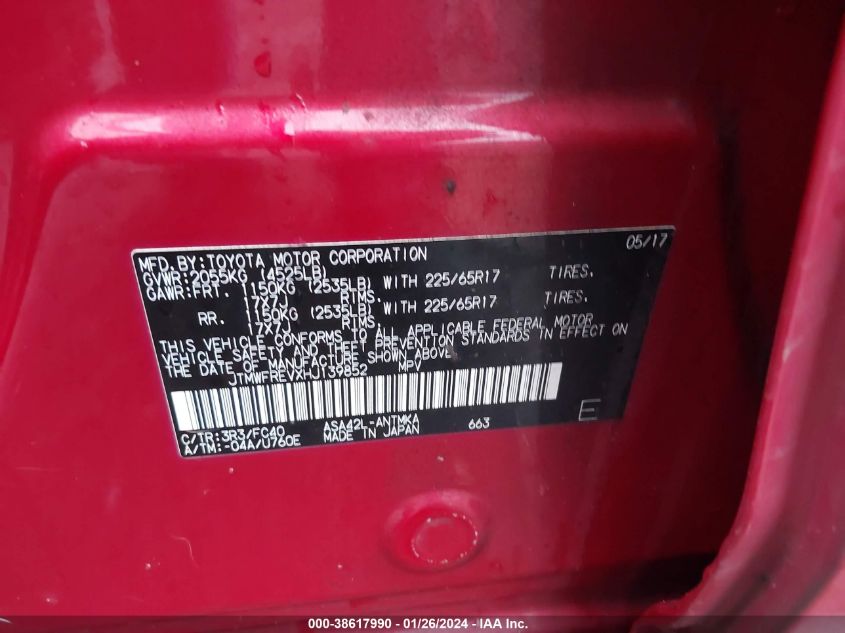 MFD.BY:TOYOTA MOTOR CORPORATION 05/17
GVWR:2055KG (4525LB)
GAWR:FRT. 1150KG (2535LB) WITH 225/65R17 TIRES.
17X7J RIMS.
RR. 1150KG (2535LB) WITH 225/65R17 TIRES.
17X7J RIMS.
THIS VEHICLE CONFORMS TO ALL APPLICABLE FEDERAL MOTOR
VEHICLE SAFETY AND THEFT PREVENTION STANDARDS IN EFFECT ON
THE DATE OF MANUFACTURE SHOWN ABOVE.
JTMWFREVXHJ139852 MPV
E
C/TR:3R3/FC40 ASA42L-ANTMKA 663
A/TM:-04A/U760E MADE IN JAPAN
000-38617990 - 01/26/2024 - IAA, Inc.